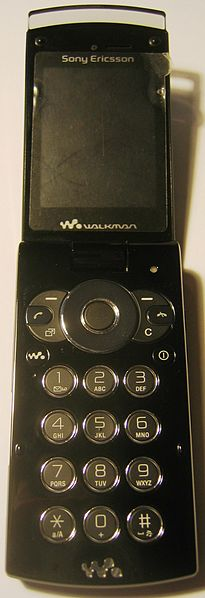 Sony Ericsson
WALKMAN
C
1 2 ABC 3 DEF
4 GHI 5 JKL 6 MNO
7 PQRS 8 TUV 9 WXYZ
* a/A 0 + #